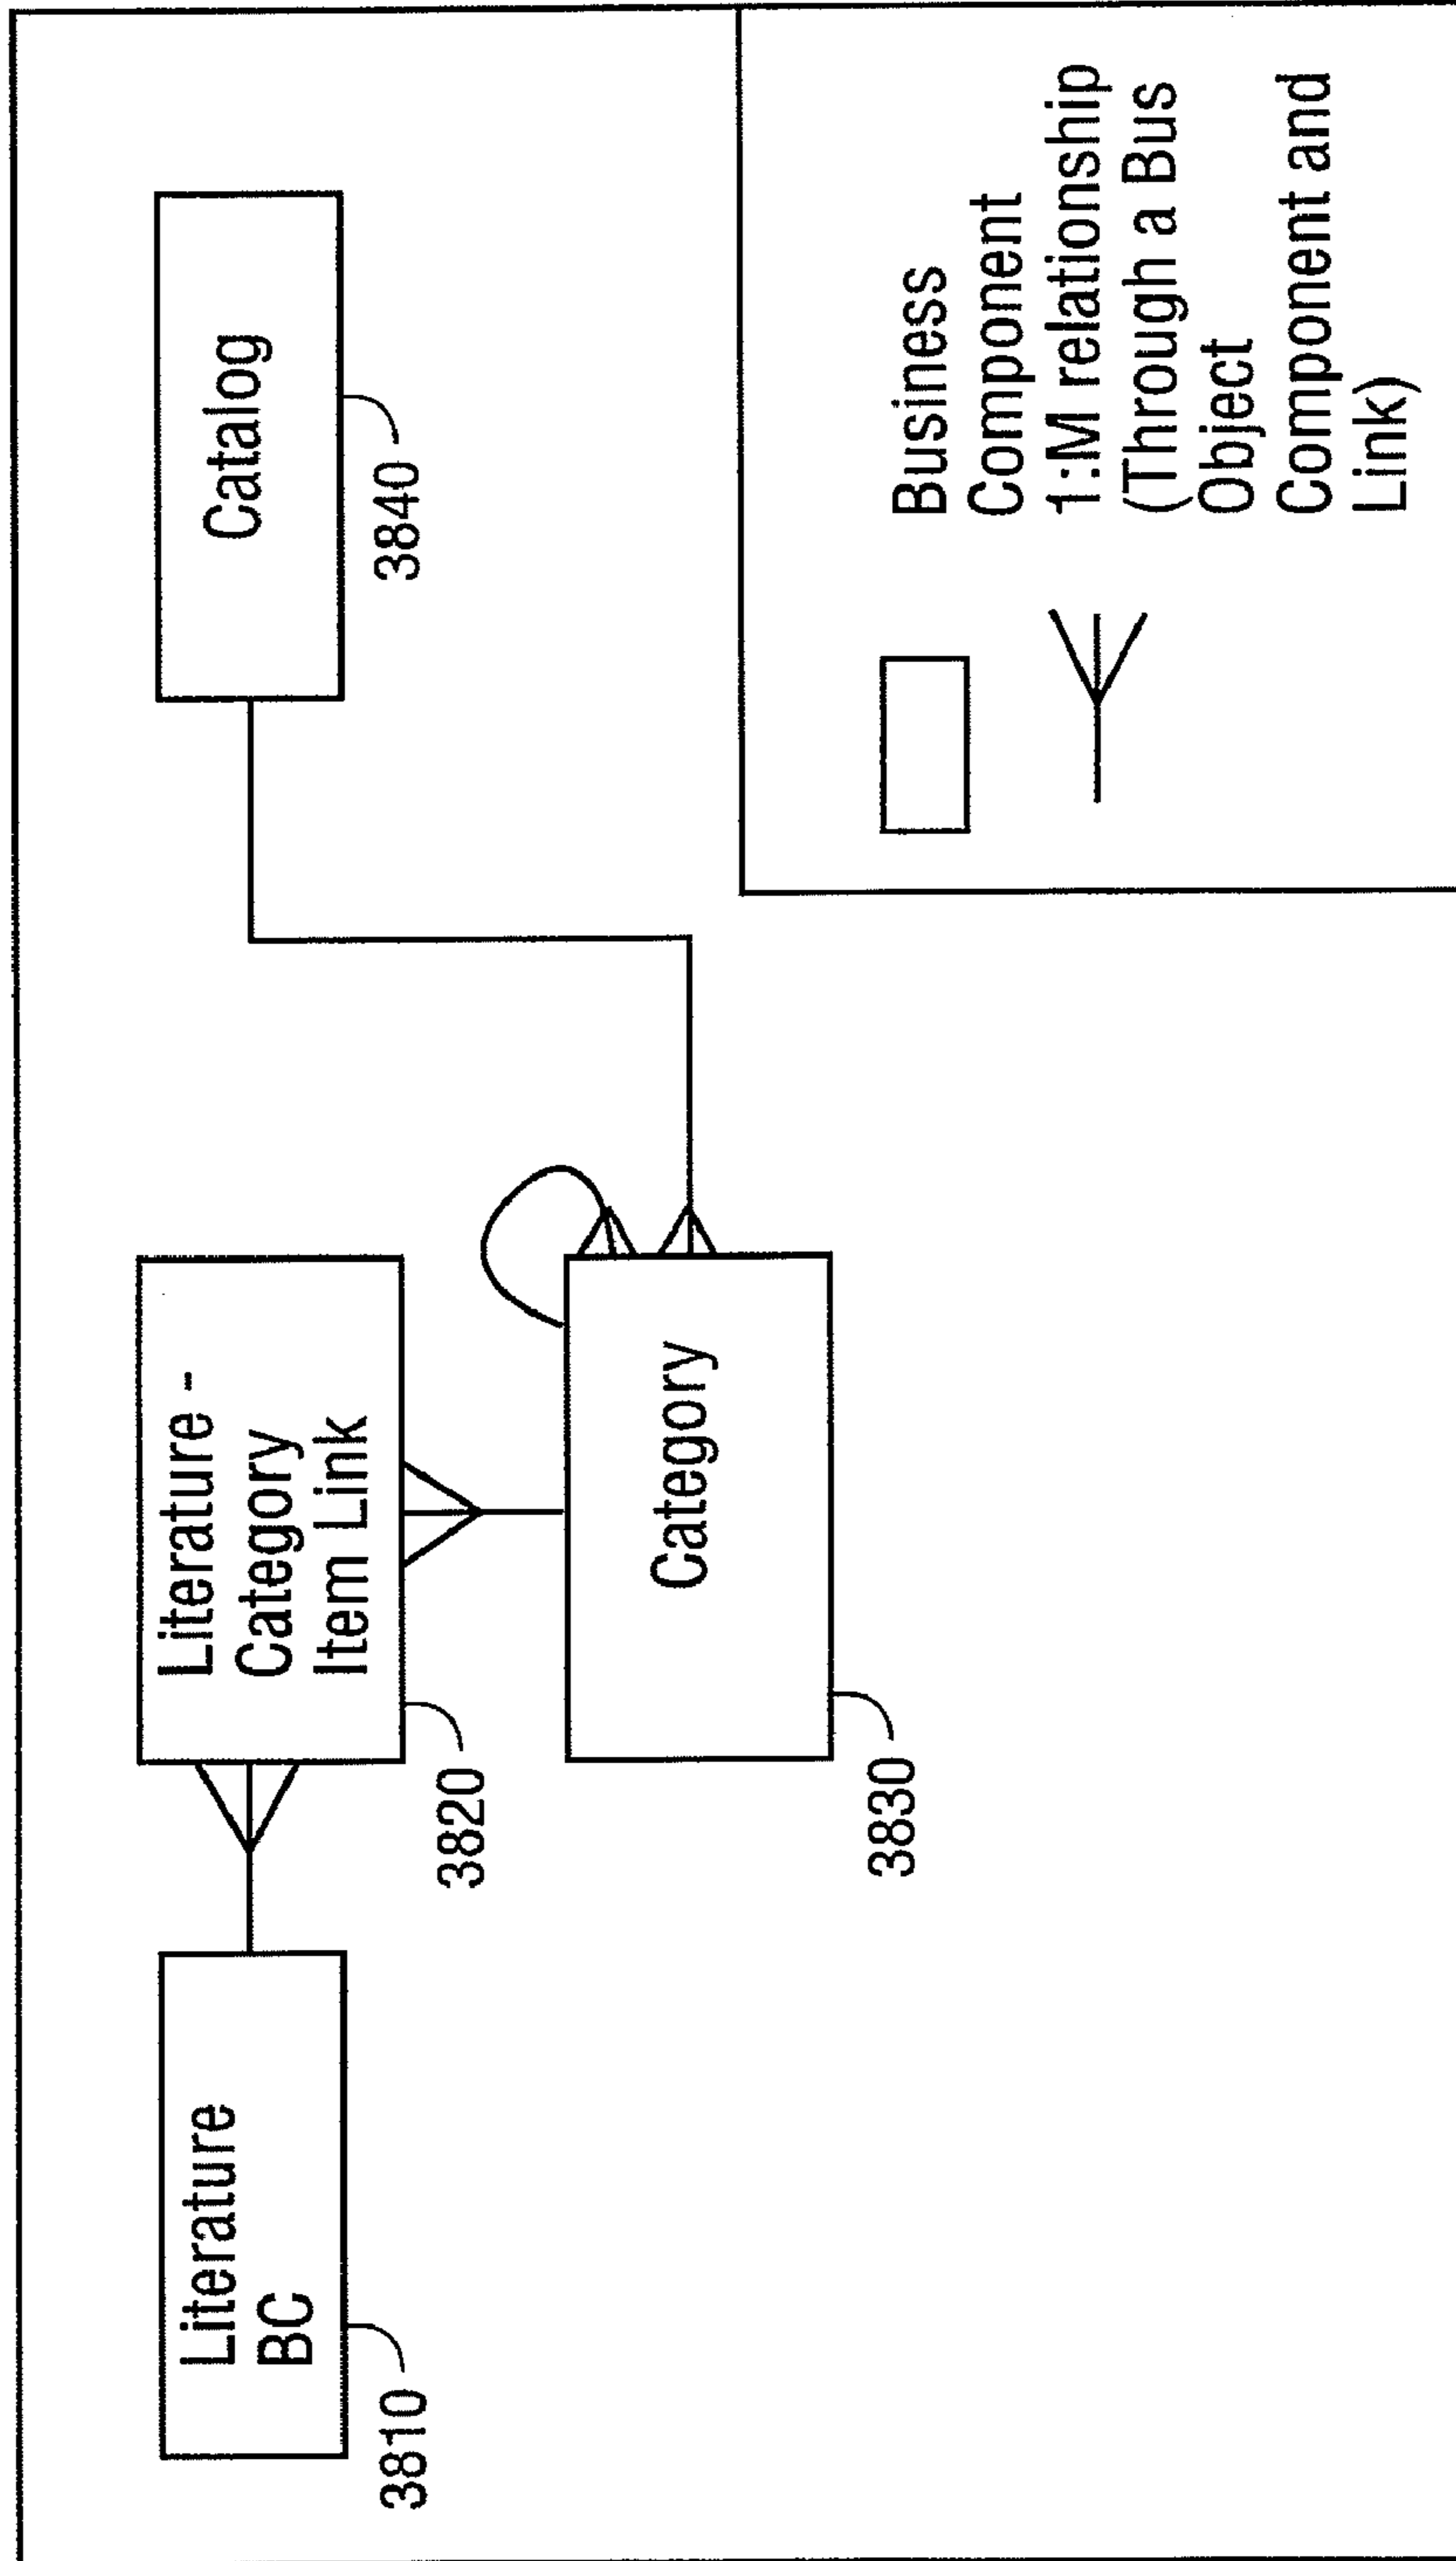 Literature
BC
3810
Literature -
Category
Item Link
3820
Category
3830
Catalog
3840
Business
Component
1:M relationship
(Through a Bus
Object
Component and
Link)